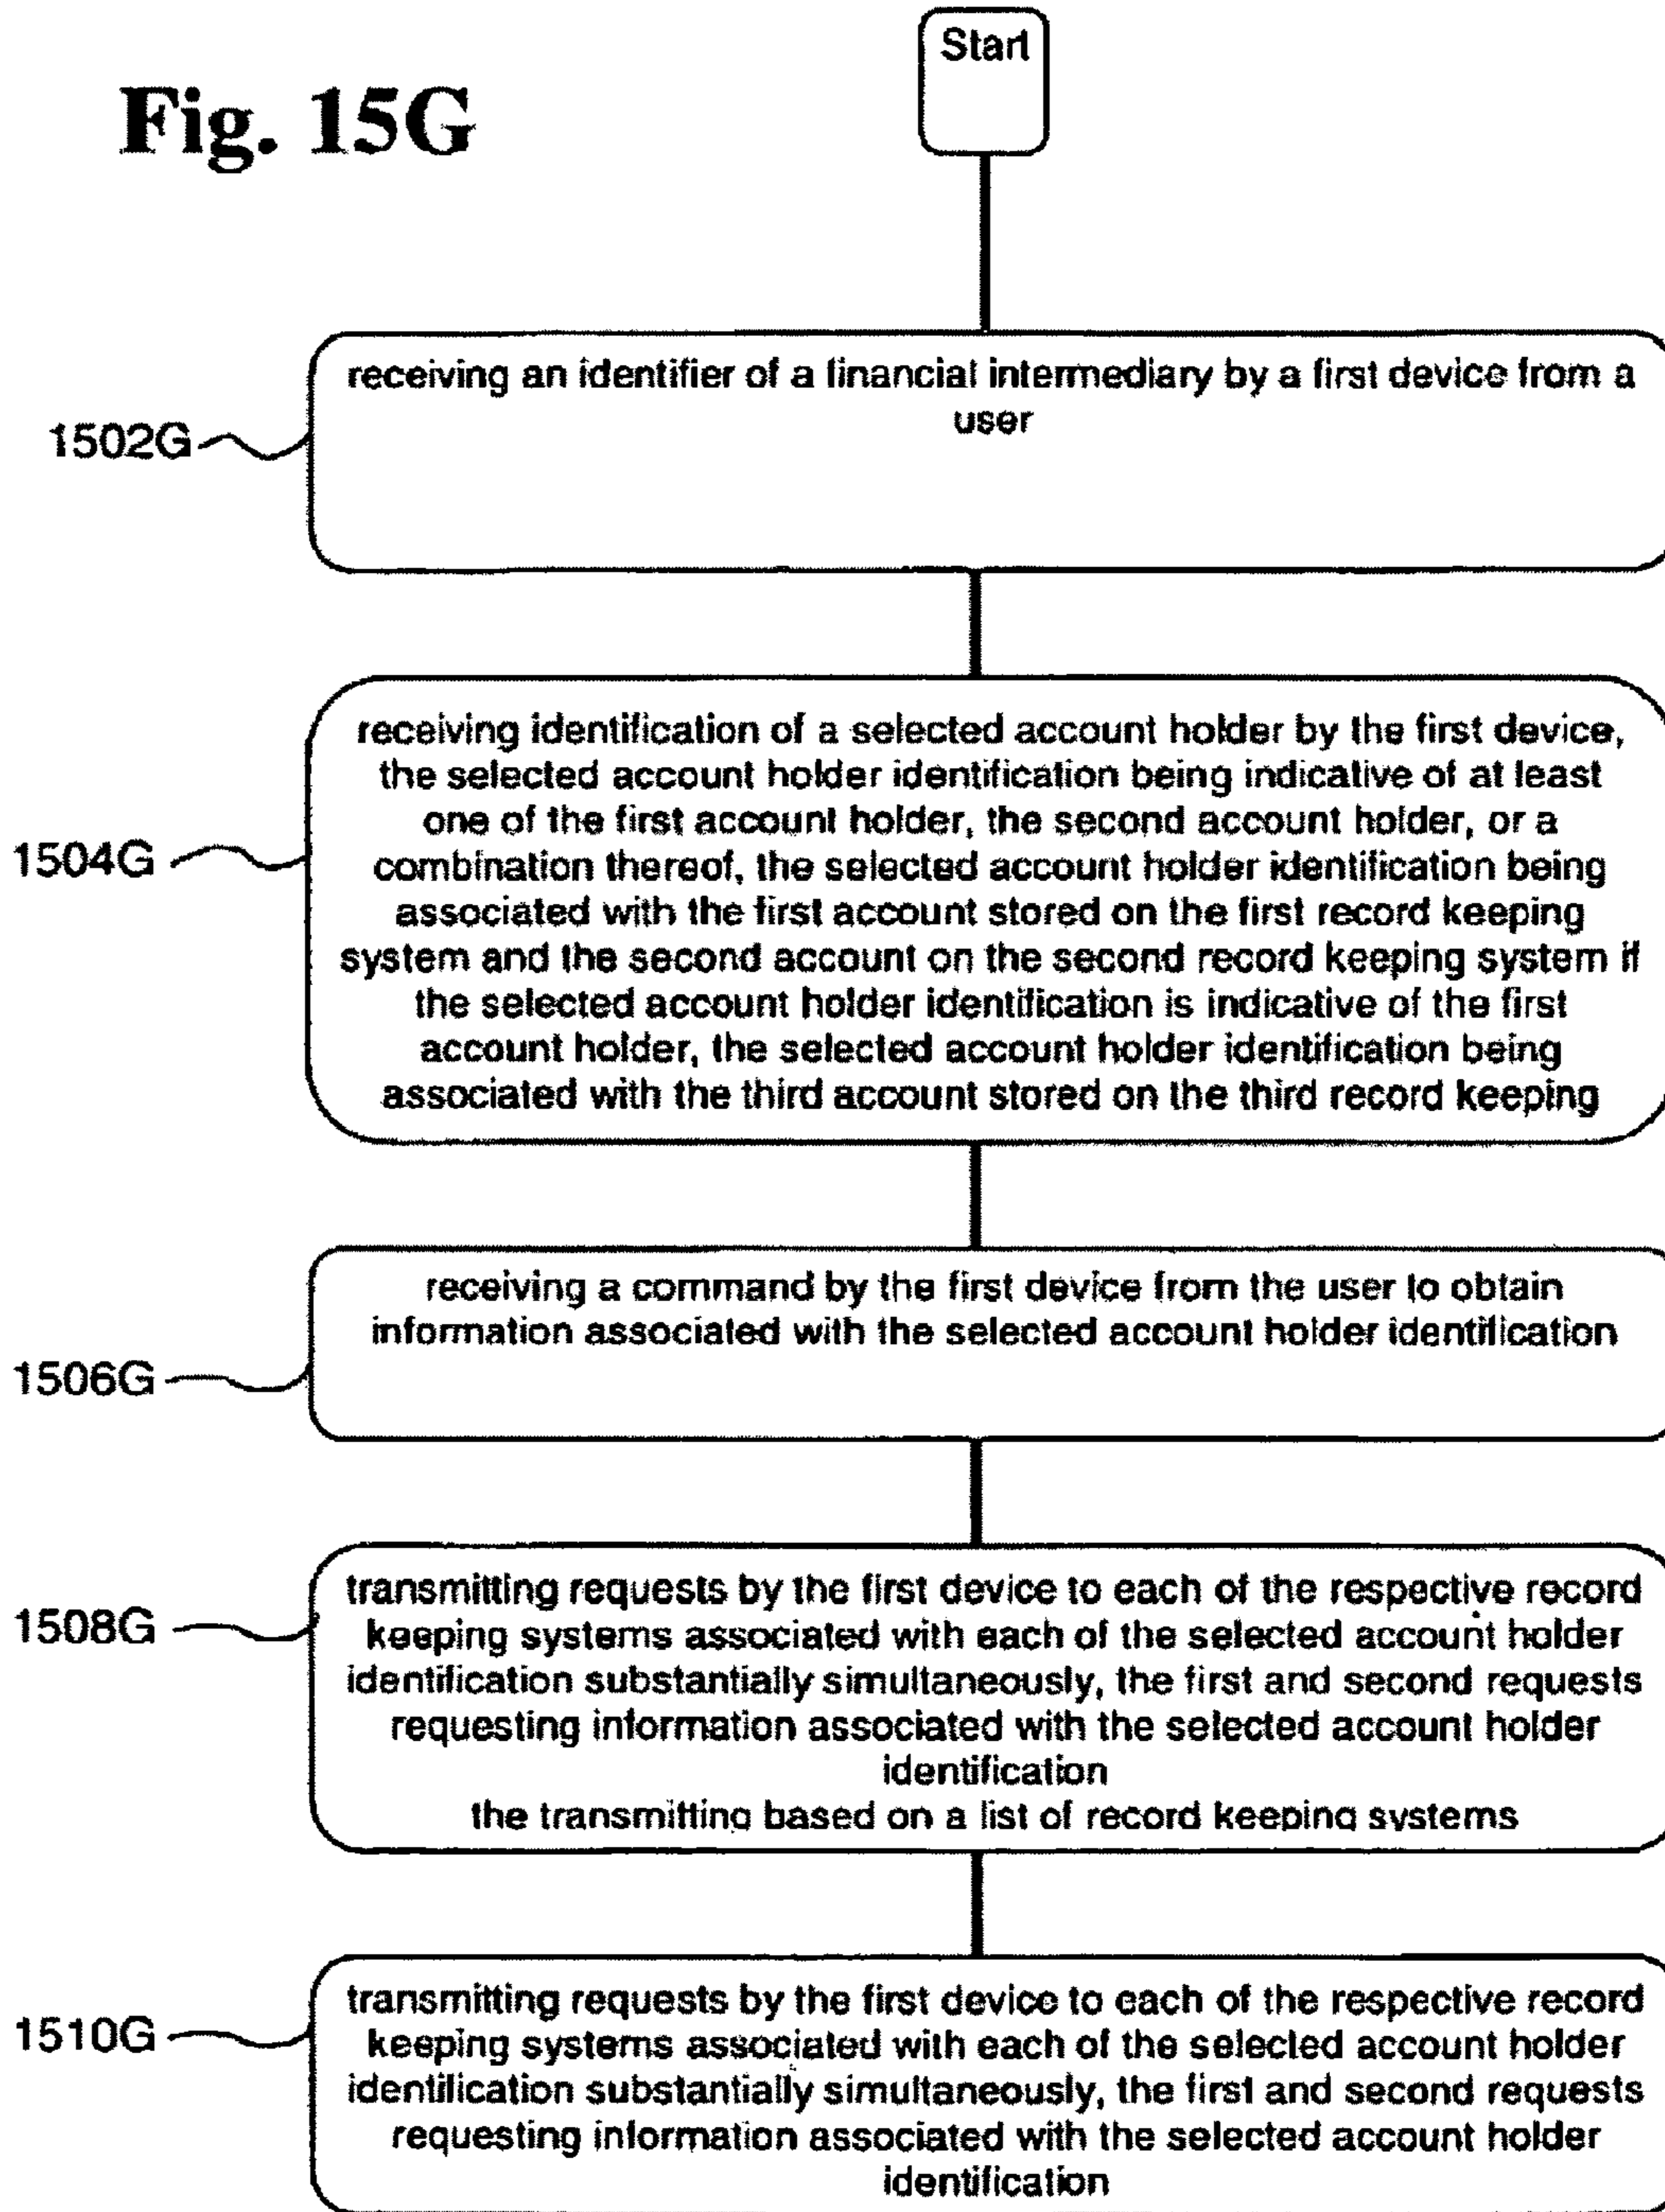 Fig. 15G
Start
receiving an identifier of a financial intermediary by a first device from a
user
1502G
receiving identification of a selected account holder by the first device,
the selected account holder identification being indicative of at least
one of the first account holder, the second account holder, or a
combination thereof, the selected account holder identification being
associated with the first account stored on the first record keeping
system and the second account on the second record keeping system if
the selected account holder identification is indicative of the first
account holder, the selected account holder identification being
associated with the third account stored on the third record keeping
1504G
receiving a command by the first device from the user to obtain
information associated with the selected account holder identification
1506G
transmitting requests by the first device to each of the respective record
keeping systems associated with each of the selected account holder
identification substantially simultaneously, the first and second requests
requesting information associated with the selected account holder
identification
the transmitting based on a list of record keeping systems
1508G
transmitting requests by the first device to each of the respective record
keeping systems associated with each of the selected account holder
identification substantially simultaneously, the first and second requests
requesting information associated with the selected account holder
identification
1510G